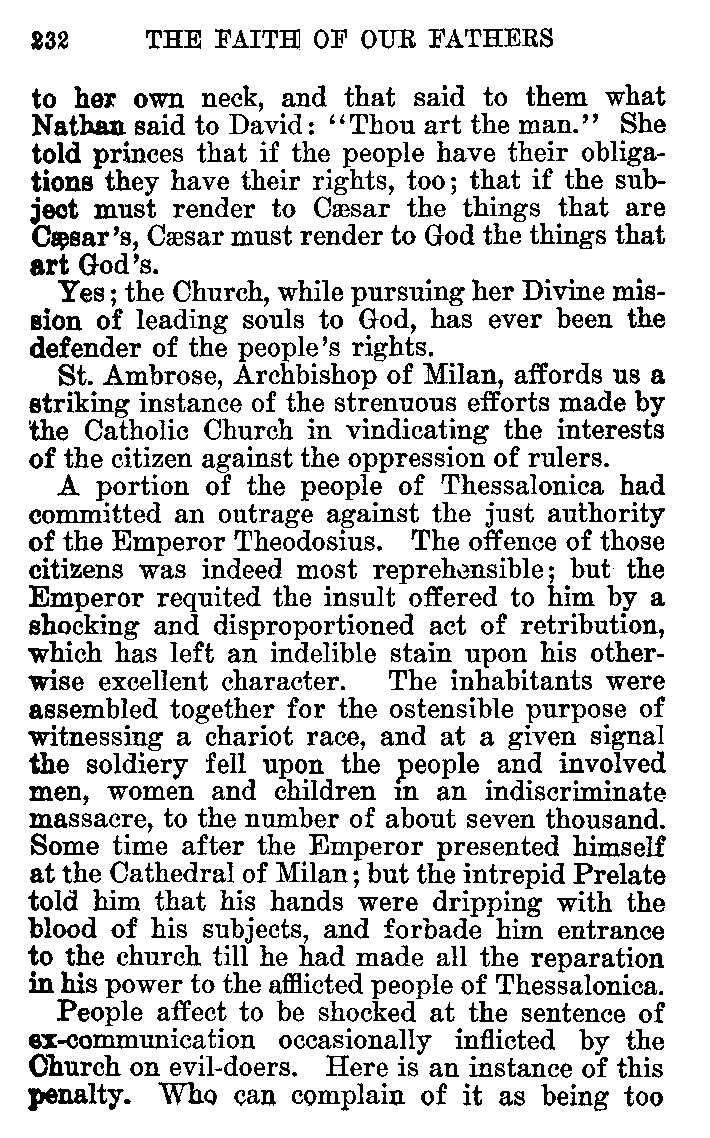 232 THE FAITH OF OUR FATHERS
to her own neck, and that said to them what
Nathan said to David: “Thou art the man.” She
told princes that if the people have their obliga-
tions they have their rights, too; that if the sub-
ject must render to Cæsar the things that are
Cæsar's, Cæsar must render to God the things that
art God's.
Yes; the Church, while pursuing her Divine mis-
sion of leading souls to God, has ever been the
defender of the people's rights.
St. Ambrose, Archbishop of Milan, affords us a
striking instance of the strenuous efforts made by
the Catholic Church in vindicating the interests
of the citizen against the oppression of rulers.
A portion of the people of Thessalonica had
committed an outrage against the just authority
of the Emperor Theodosius. The offence of those
citizens was indeed most reprehensible; but the
Emperor requited the insult offered to him by a
shocking and disproportioned act of retribution,
which has left an indelible stain upon his other-
wise excellent character. The inhabitants were
assembled together for the ostensible purpose of
witnessing a chariot race, and at a given signal
the soldiery fell upon the people and involved
men, women and children in an indiscriminate
massacre, to the number of about seven thousand.
Some time after the Emperor presented himself
at the Cathedral of Milan; but the intrepid Prelate
told him that his hands were dripping with the
blood of his subjects, and forbade him entrance
to the church till he had made all the reparation
in his power to the afflicted people of Thessalonica.
People affect to be shocked at the sentence of
ex-communication occasionally inflicted by the
Church on evil-doers. Here is an instance of this
penalty. Who can complain of it as being too